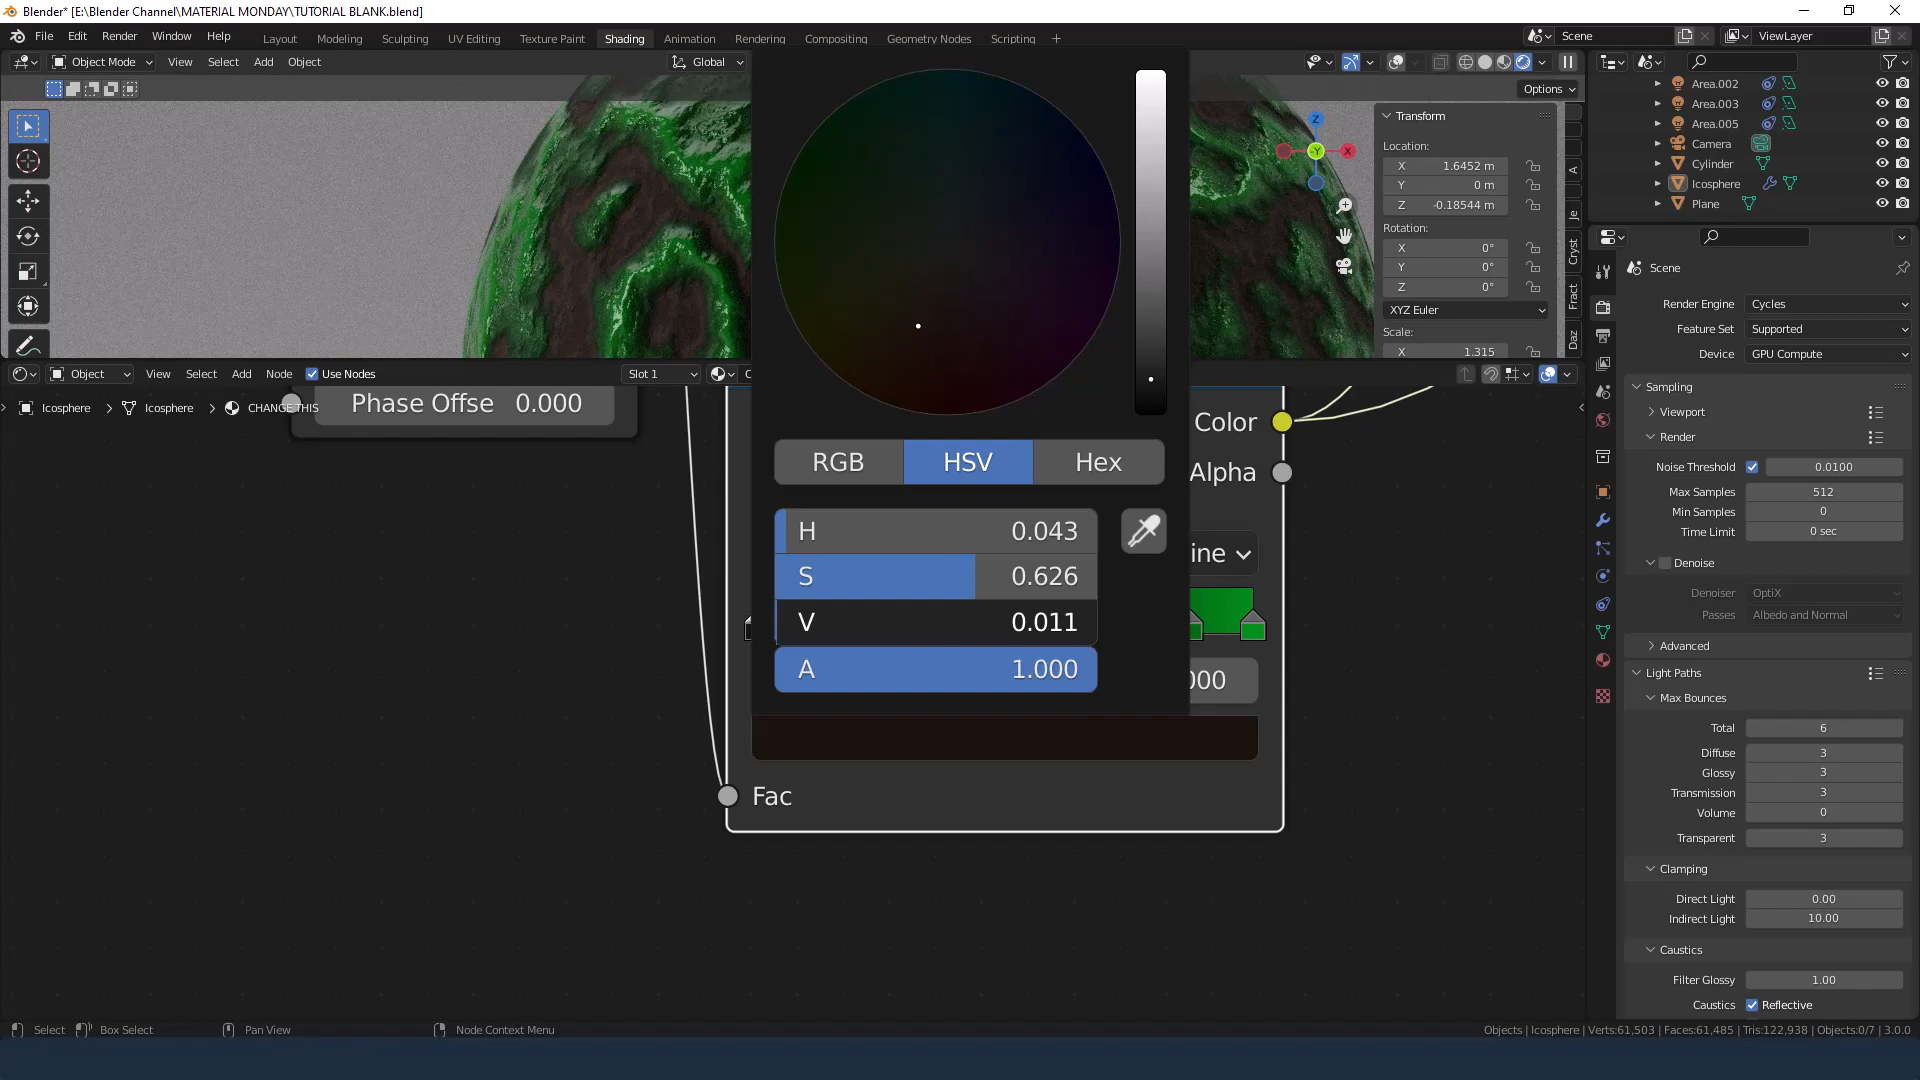 Blender* [E:\Blender Channel\MATERIAL MONDAY\TUTORIAL BLANK.blend]
File Edit Render Window Help Layout Modeling Sculpting UV Editing Texture Paint Shading Animation Rendering Compositing Geometry Nodes Scripting + Scene ViewLayer
Object Mode View Select Add Object Global
Options
Area.002
Area.003
Area.005
Camera
Cylinder
Icosphere
Plane
Transform
Location:
X 1.6452 m
Y 0 m
Z -0.18544 m
Rotation:
X 0°
Y 0°
Z 0°
XYZ Euler
Scale:
X 1.315
Z
X
-Y
A
Je
Cryst
Fract
Daz
Object View Select Add Node Use Nodes Slot 1
Icosphere > Icosphere > CHANGE THIS
Phase Offse 0.000
RGB HSV Hex
H 0.043
S 0.626
V 0.011
A 1.000
Color
Alpha
ine
000
Fac
Scene
Render Engine Cycles
Feature Set Supported
Device GPU Compute
Sampling
Viewport
Render
Noise Threshold 0.0100
Max Samples 512
Min Samples 0
Time Limit 0 sec
Denoise
Denoiser OptiX
Passes Albedo and Normal
Advanced
Light Paths
Max Bounces
Total 6
Diffuse 3
Glossy 3
Transmission 3
Volume 0
Transparent 3
Clamping
Direct Light 0.00
Indirect Light 10.00
Caustics
Filter Glossy 1.00
Caustics Reflective
Select Box Select Pan View Node Context Menu Objects | Icosphere | Verts:61,503 | Faces:61,485 | Tris:122,938 | Objects:0/7 | 3.0.0